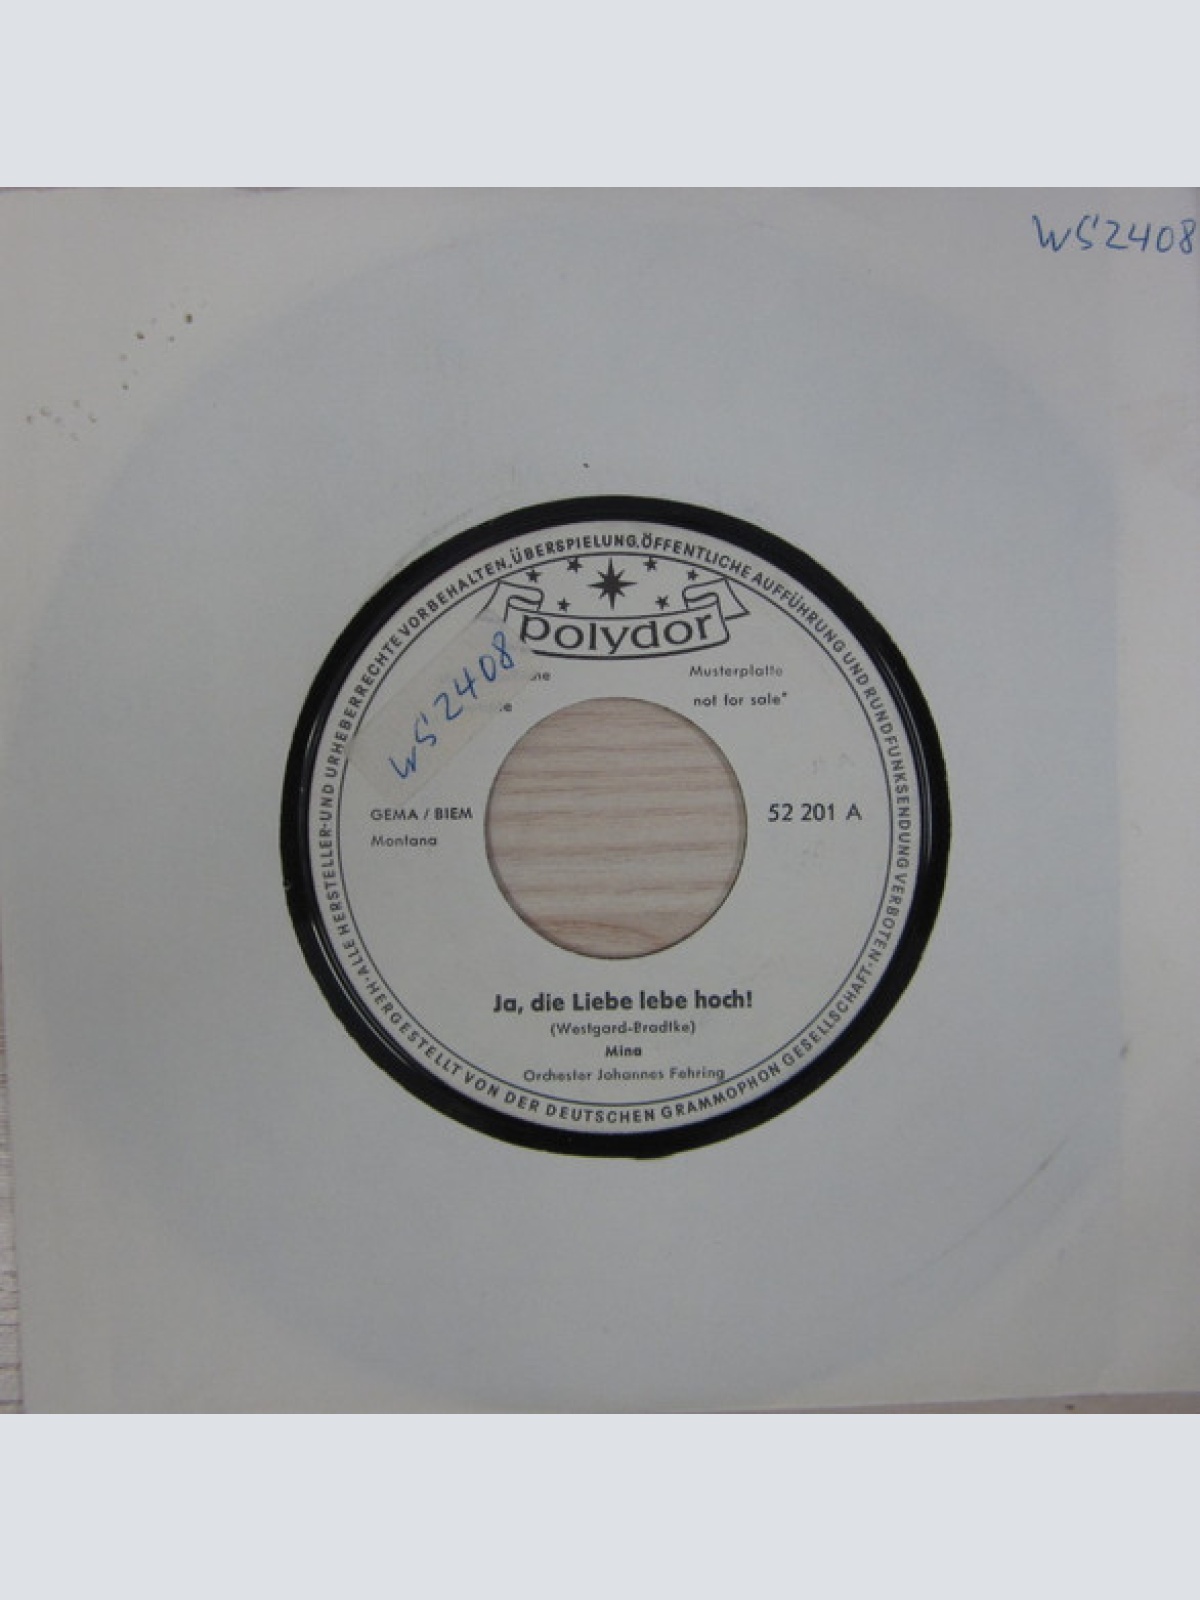 WS2408
ALLE HERSTELLER- UND URHEBERRECHTE VORBEHALTEN, ÜBERSPIELUNG, ÖFFENTLICHE AUFFÜHRUNG UND RUNDFUNKSENDUNG VERBOTEN·
polydor
WS2408
Musterplatte
not for sale"
GEMA / BIEM
Montana
52 201 A
Ja, die Liebe lebe hoch!
(Westgard-Bradtke)
Mina
Orchester Johannes Fehring
·HERGESTELLT VON DER DEUTSCHEN GRAMMOPHON GESELLSCHAFT·